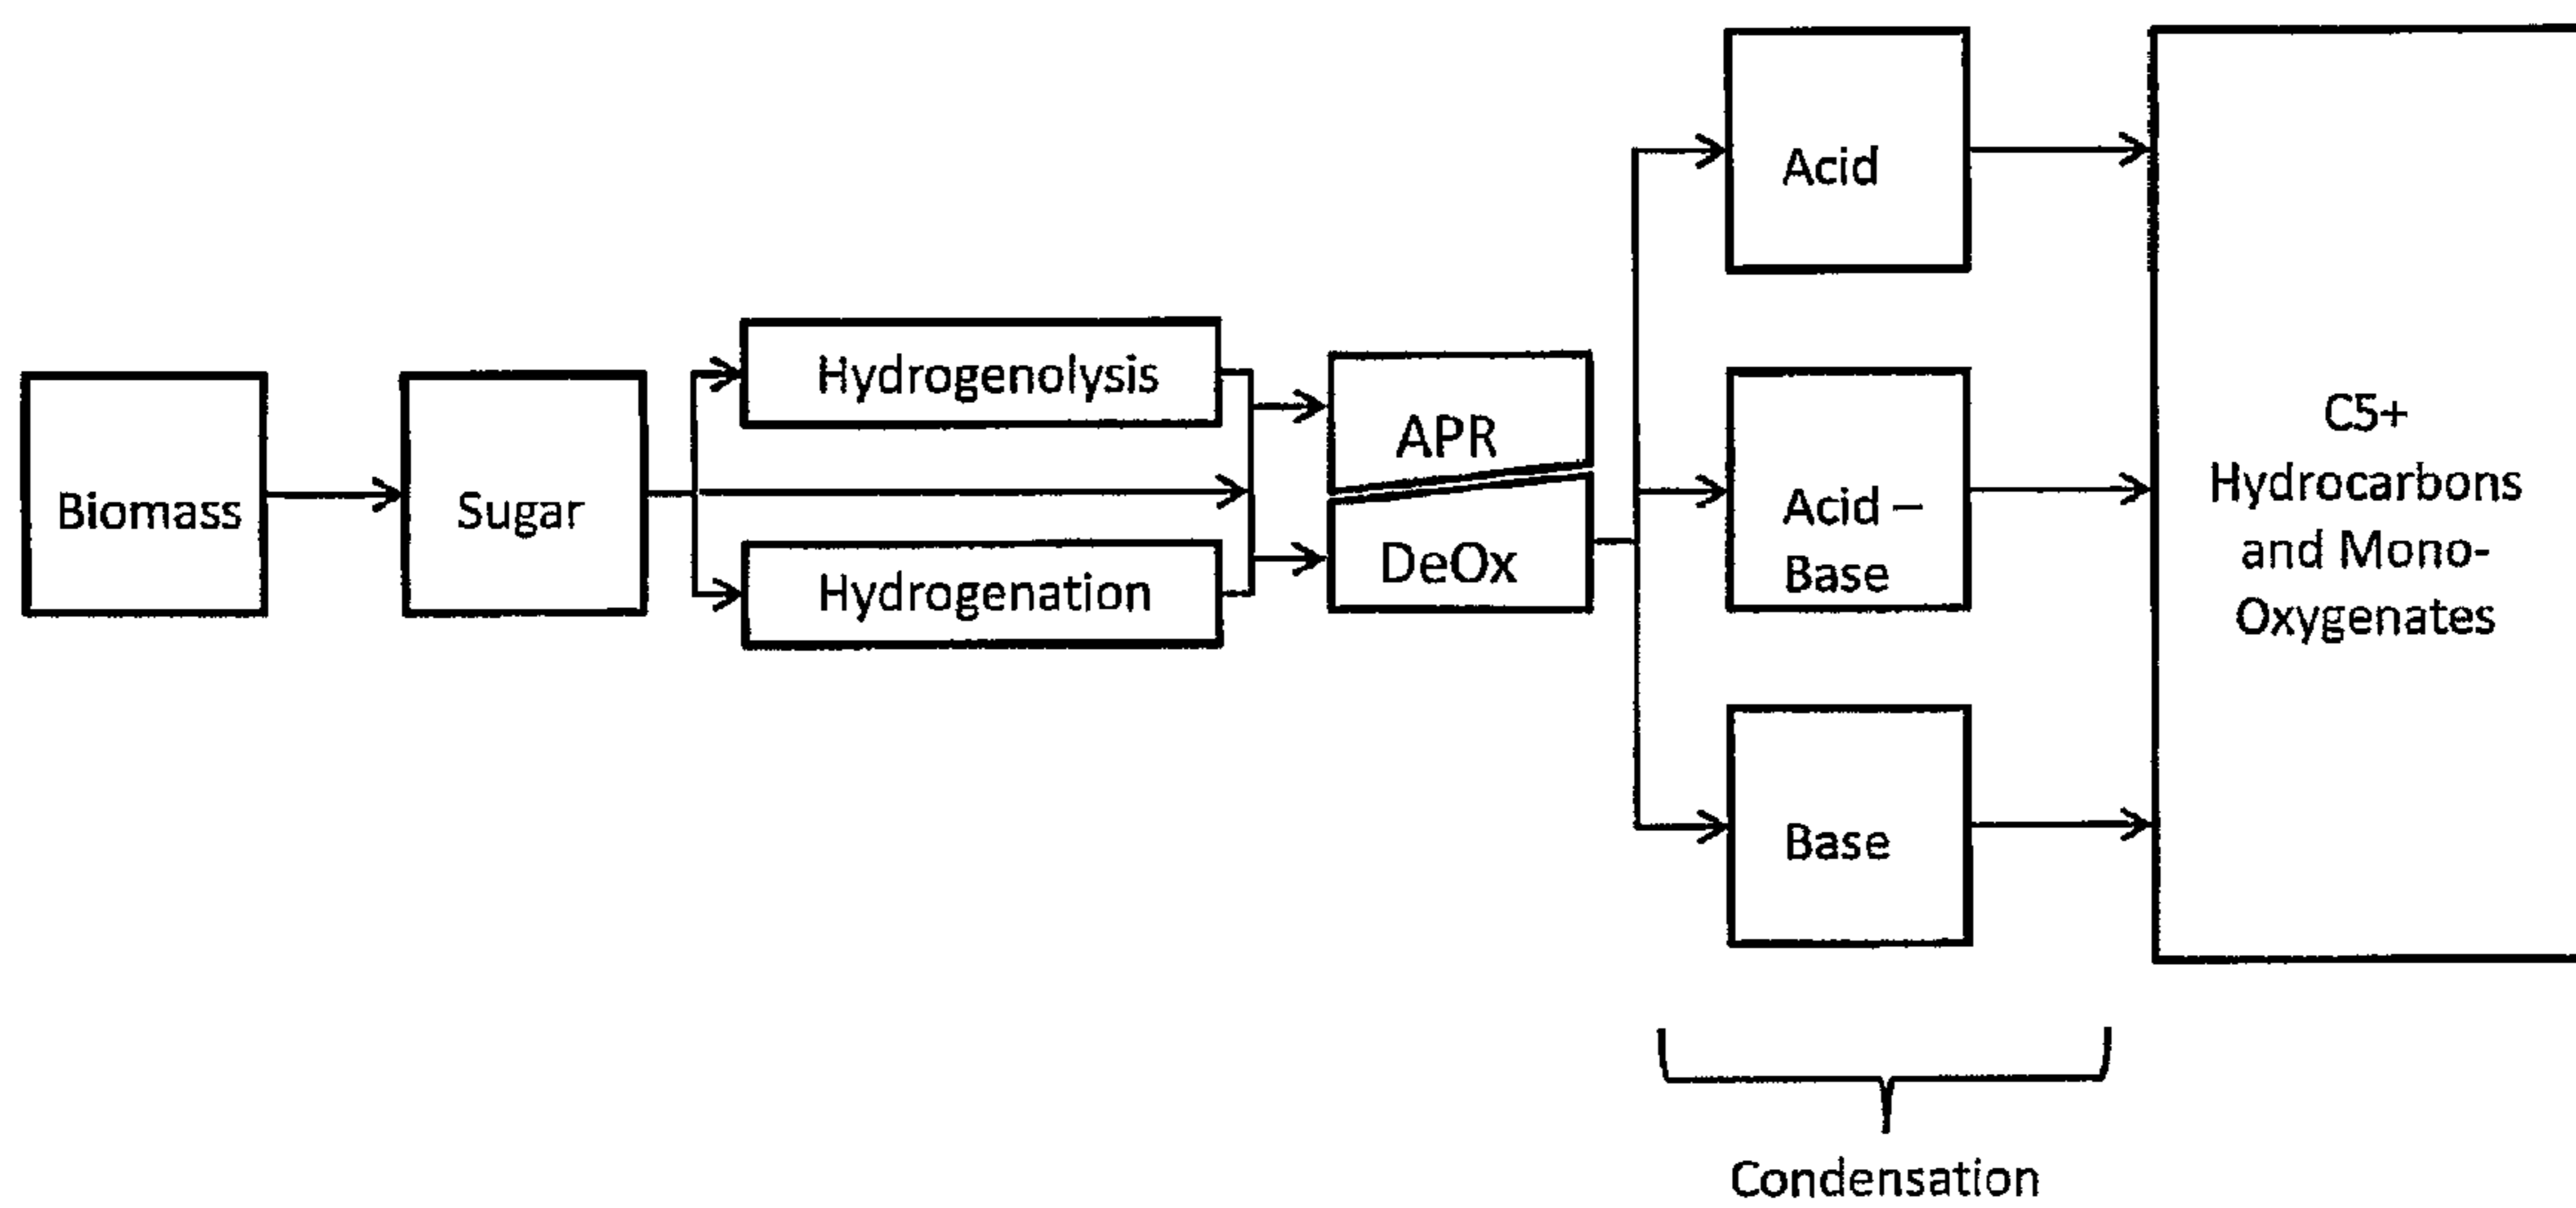 Biomass
Sugar
Hydrogenolysis
Hydrogenation
APR
DeOx
Acid
Acid –
Base
Base
C5+
Hydrocarbons
and Mono-
Oxygenates
Condensation